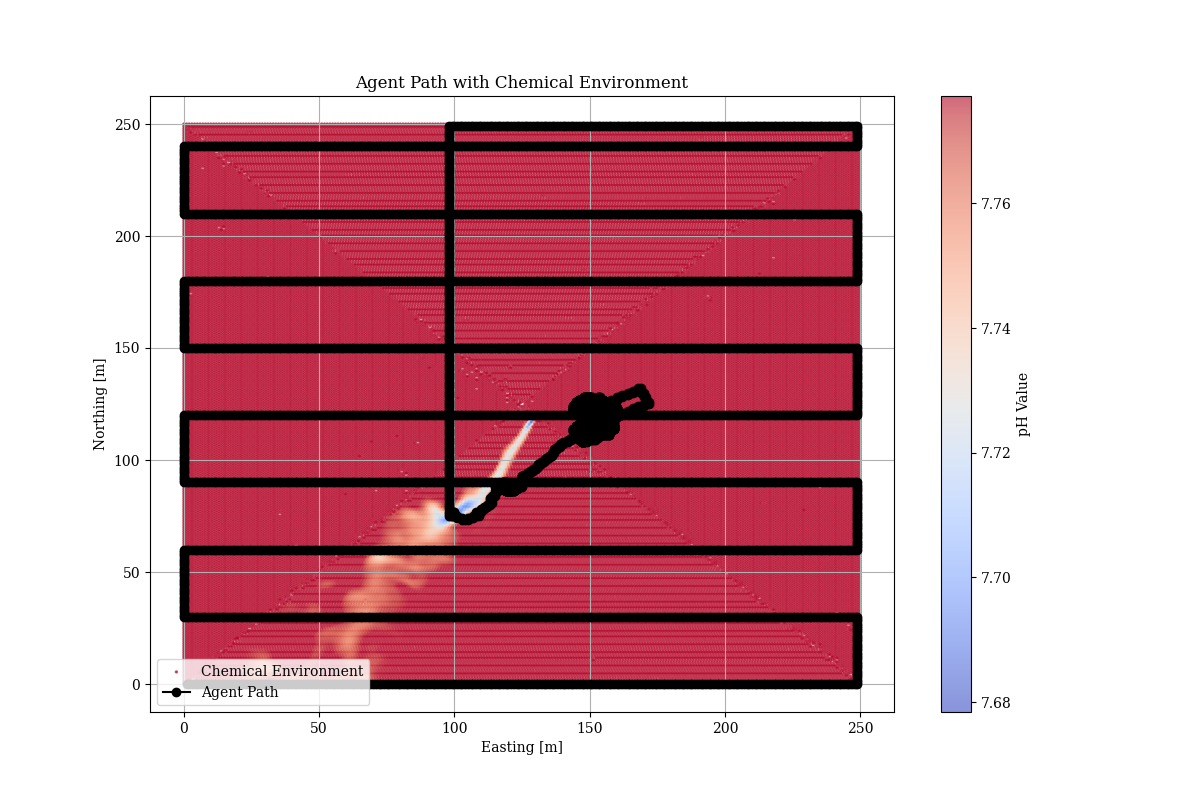 Agent Path with Chemical Environment
250
200
150
100
50
0
Northing [m]
0
50
100
150
200
250
Easting [m]
Chemical Environment
Agent Path
7.76
7.74
7.72
7.70
7.68
pH Value